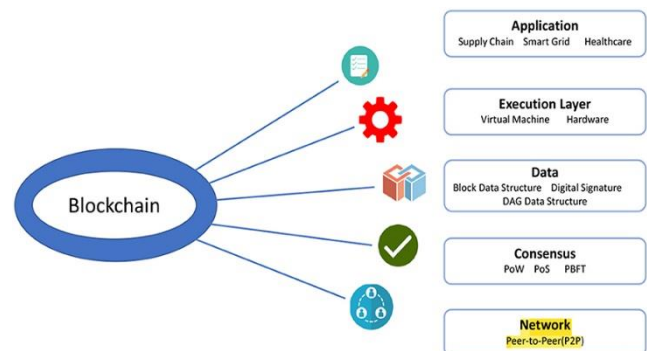 Blockchain
Application
Supply Chain Smart Grid Healthcare
Execution Layer
Virtual Machine Hardware
Data
Block Data Structure Digital Signature
DAG Data Structure
Consensus
PoW PoS PBFT
Network
Peer-to-Peer(P2P)